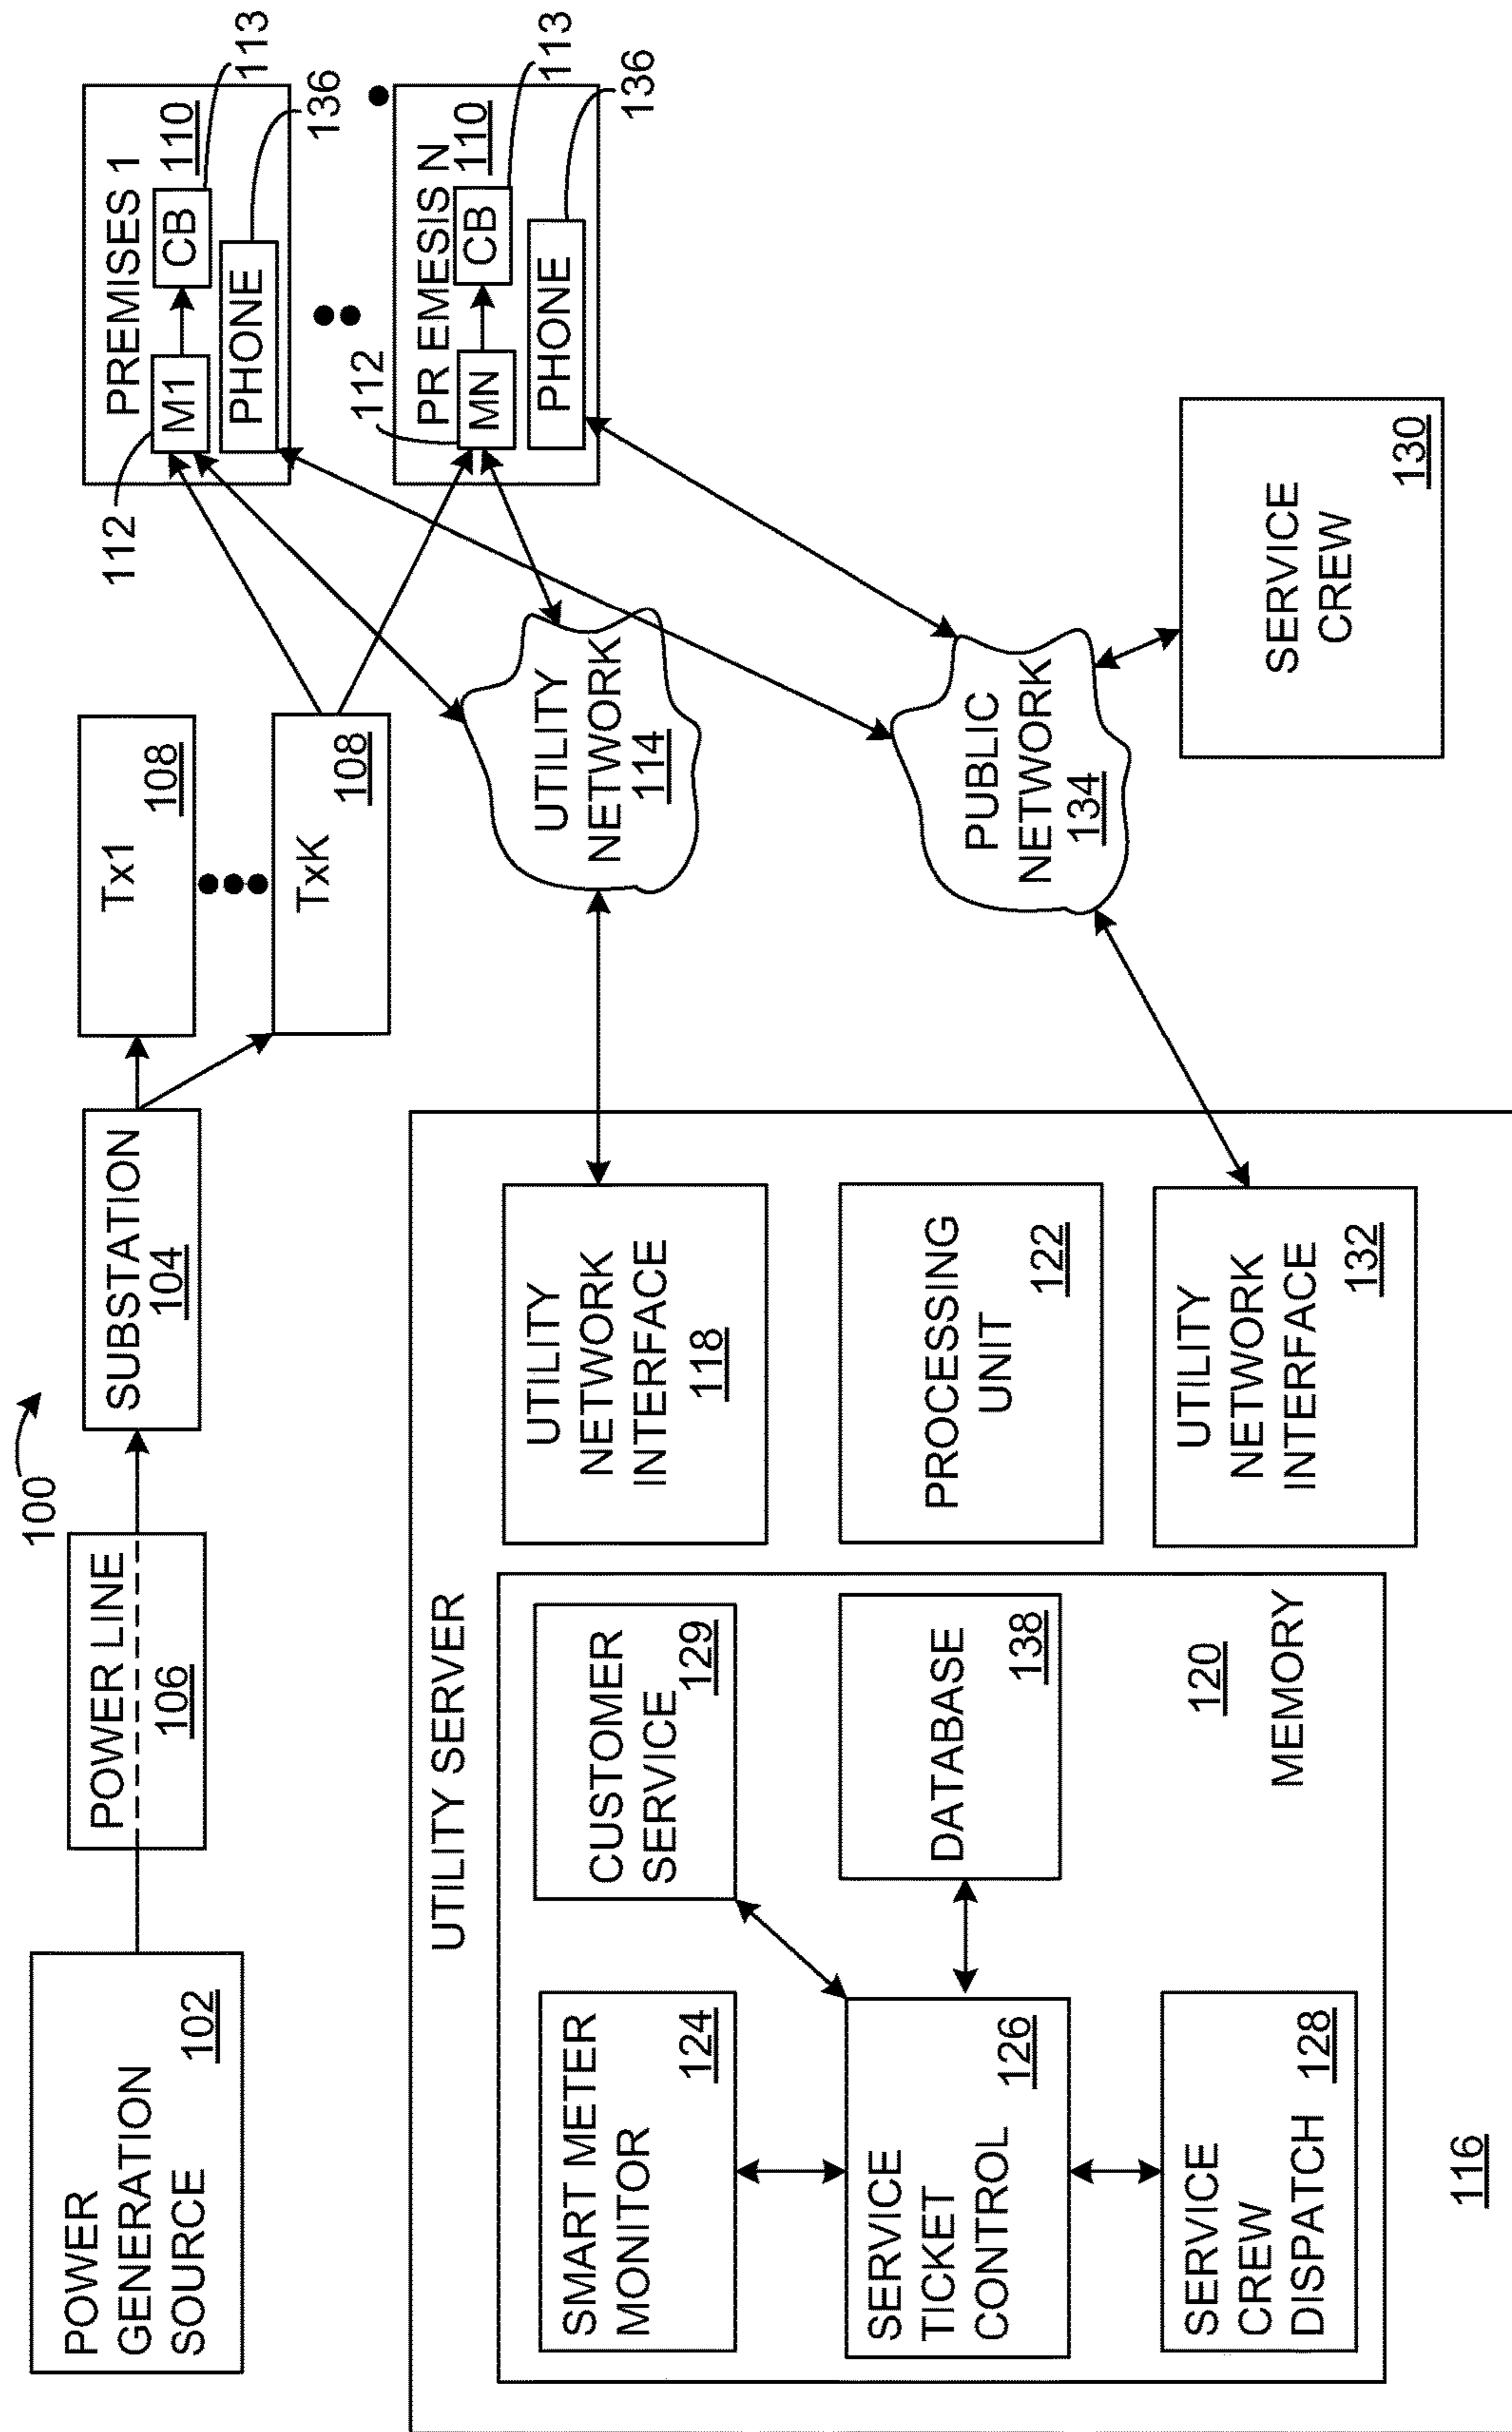 100
POWER
GENERATION
SOURCE
102
POWER LINE
106
SUBSTATION
104
Tx1
108
TxK
108
PREMISES 1
110
M1
CB
PHONE
112
113
136
PR EMESIS N
110
MN
CB
PHONE
112
113
136
UTILITY
NETWORK
114
PUBLIC
NETWORK
134
SERVICE
CREW
130
UTILITY SERVER
SMART METER
MONITOR
124
CUSTOMER
SERVICE
129
SERVICE
TICKET
CONTROL
126
DATABASE
138
SERVICE
CREW
DISPATCH
128
120
MEMORY
UTILITY
NETWORK
INTERFACE
118
PROCESSING
UNIT
122
UTILITY
NETWORK
INTERFACE
132
116